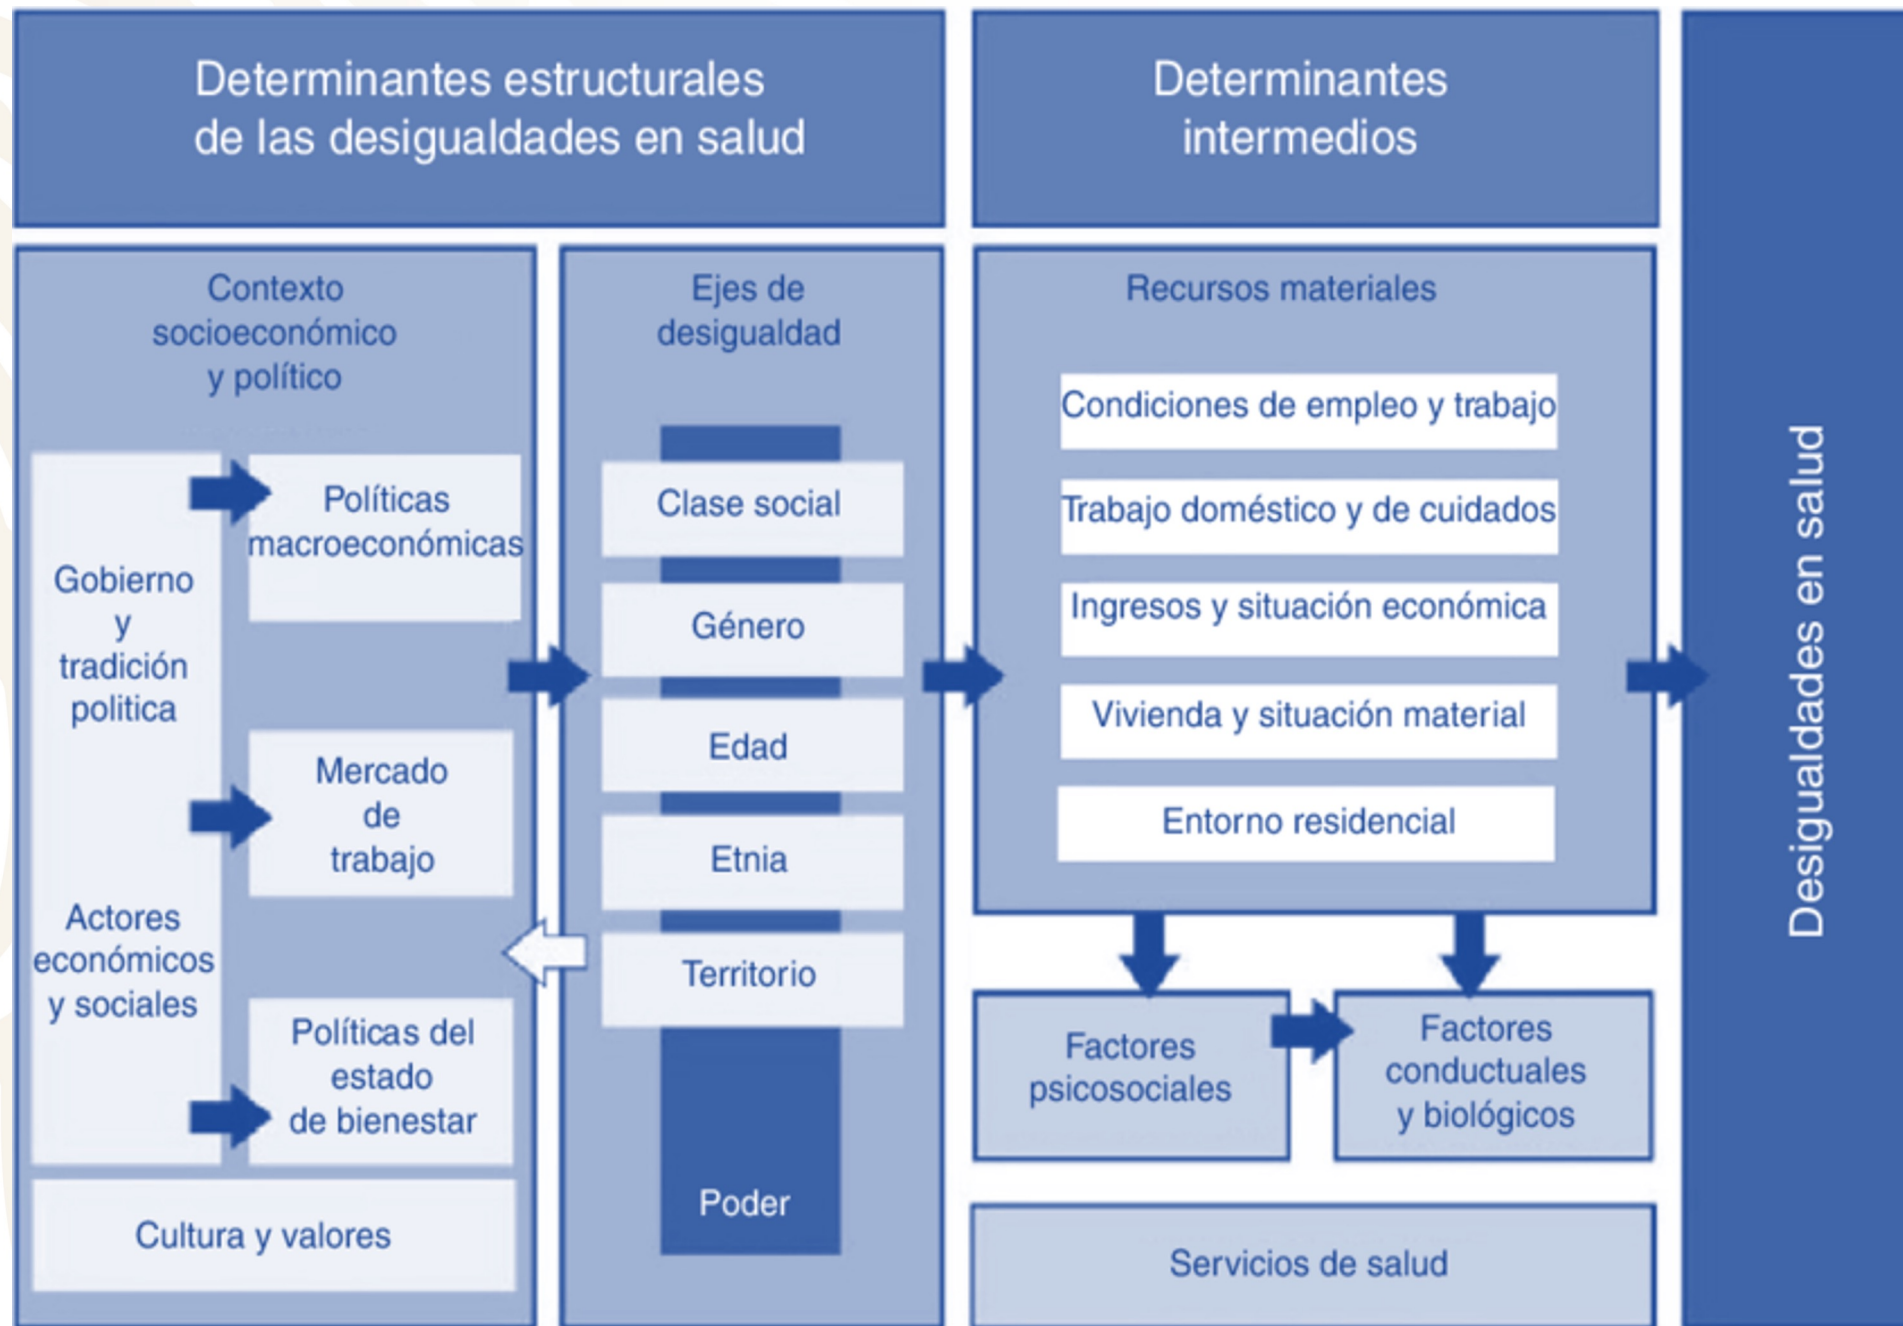 Determinantes estructurales
de las desigualdades en salud
Determinantes
intermedios
Contexto
socioeconómico
y político
Gobierno
y
tradición
politica
Actores
económicos
y sociales
Políticas
macroeconómicas
Mercado
de
trabajo
Políticas del
estado
de bienestar
Cultura y valores
Ejes de
desigualdad
Clase social
Género
Edad
Etnia
Territorio
Poder
Recursos materiales
Condiciones de empleo y trabajo
Trabajo doméstico y de cuidados
Ingresos y situación económica
Vivienda y situación material
Entorno residencial
Factores
psicosociales
Factores
conductuales
y biológicos
Servicios de salud
Desigualdades en salud